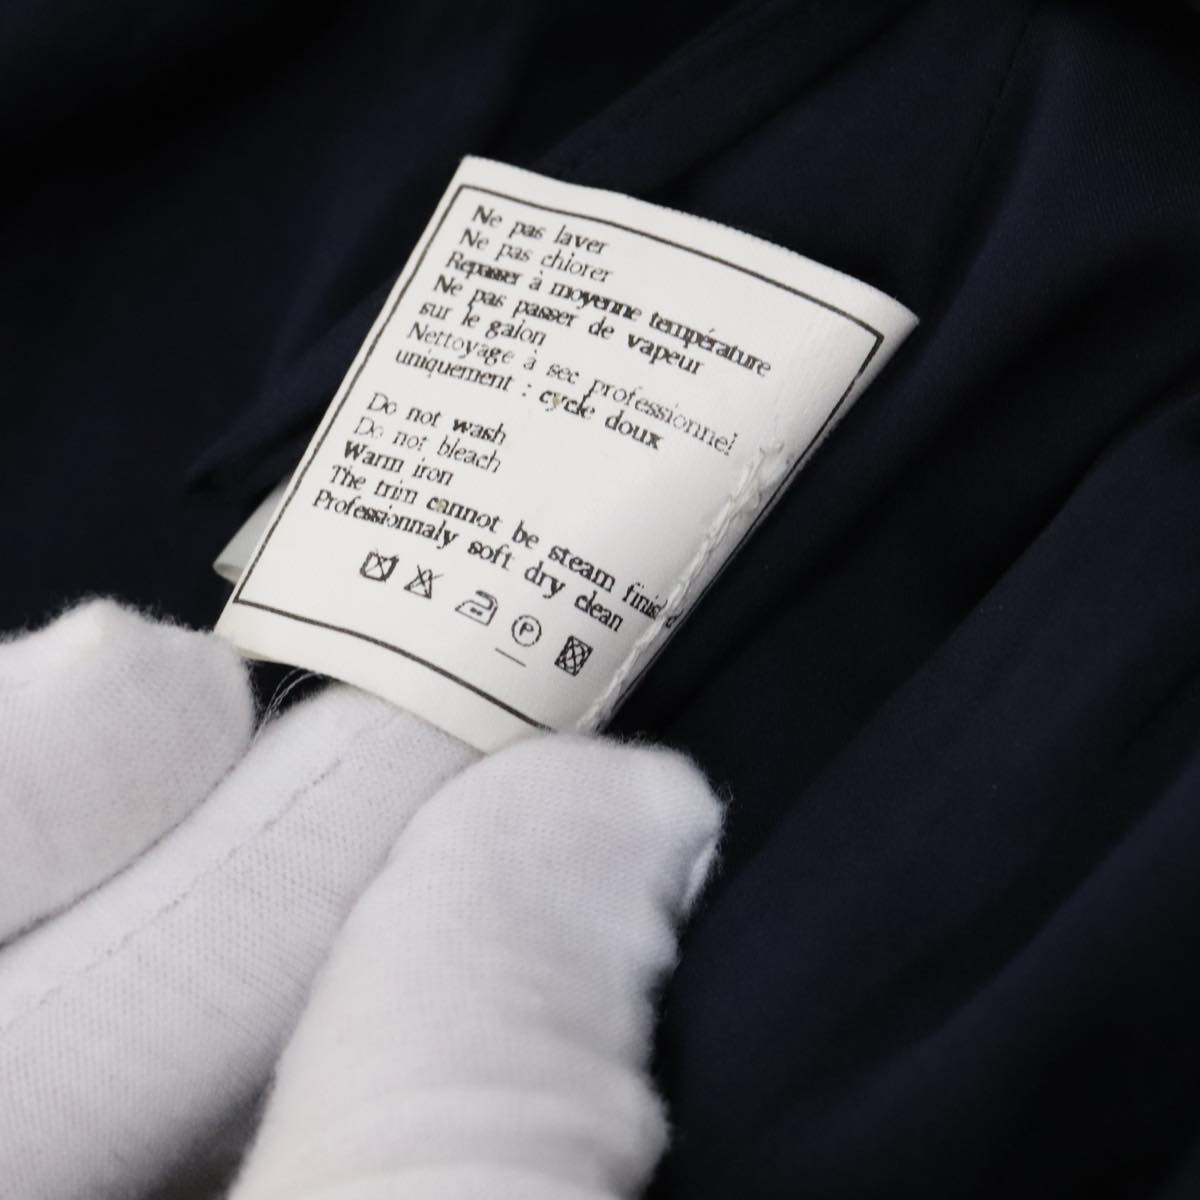 Ne pas laver
Ne pas chlorer
Repasser à moyenne température
Ne pas passer de vapeur
sur le galon
Nettoyage à sec professionnel
uniquement : cycle doux
Do not wash
Do not bleach
Warm iron
The trim cannot be steam
Professionnaly soft dry clean
P